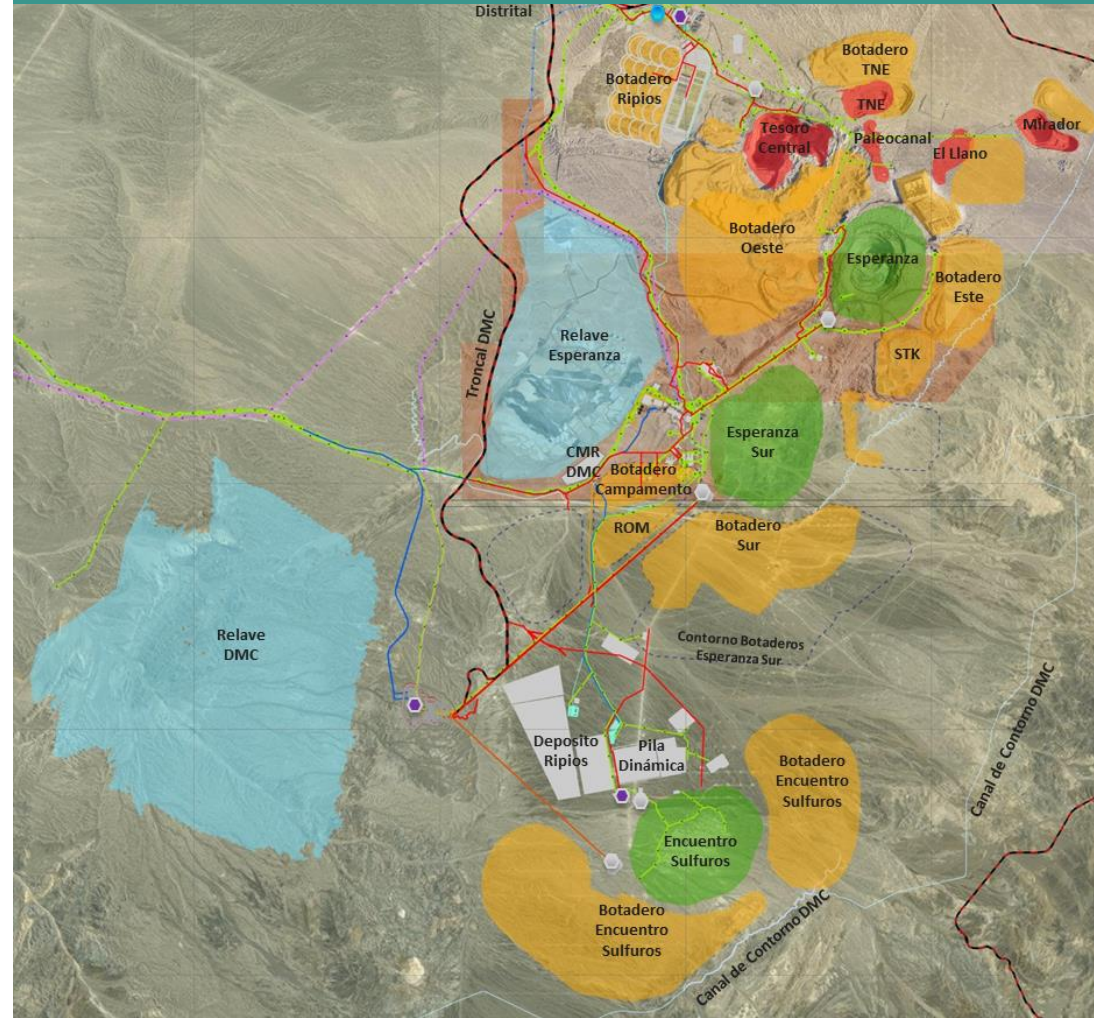 Distrital
Botadero
TNE
Botadero
Ripios
TNE
Tesoro
Central
Paleocanal
Mirador
El Llano
Botadero
Oeste
Esperanza
Botadero
Este
Troncal DMC
Relave
Esperanza
STK
Esperanza
Sur
CMR
DMC
Botadero
Campamento
ROM
Botadero
Sur
Relave
DMC
Contorno Botaderos
Esperanza Sur
Canal de Contorno DMC
Deposito
Ripios
Pila
Dinámica
Botadero
Encuentro
Sulfuros
Encuentro
Sulfuros
Botadero
Encuentro
Sulfuros
Canal de Contorno DMC